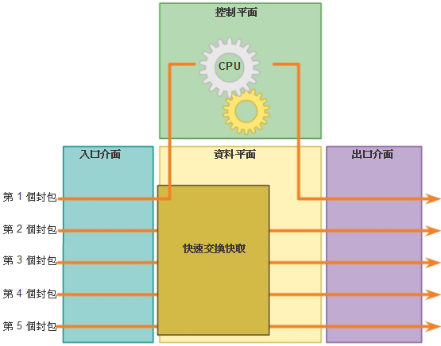 控制平面
CPU
入口介面
資料平面
出口介面
第 1 個封包
第 2 個封包
快速交換快取
第 3 個封包
第 4 個封包
第 5 個封包